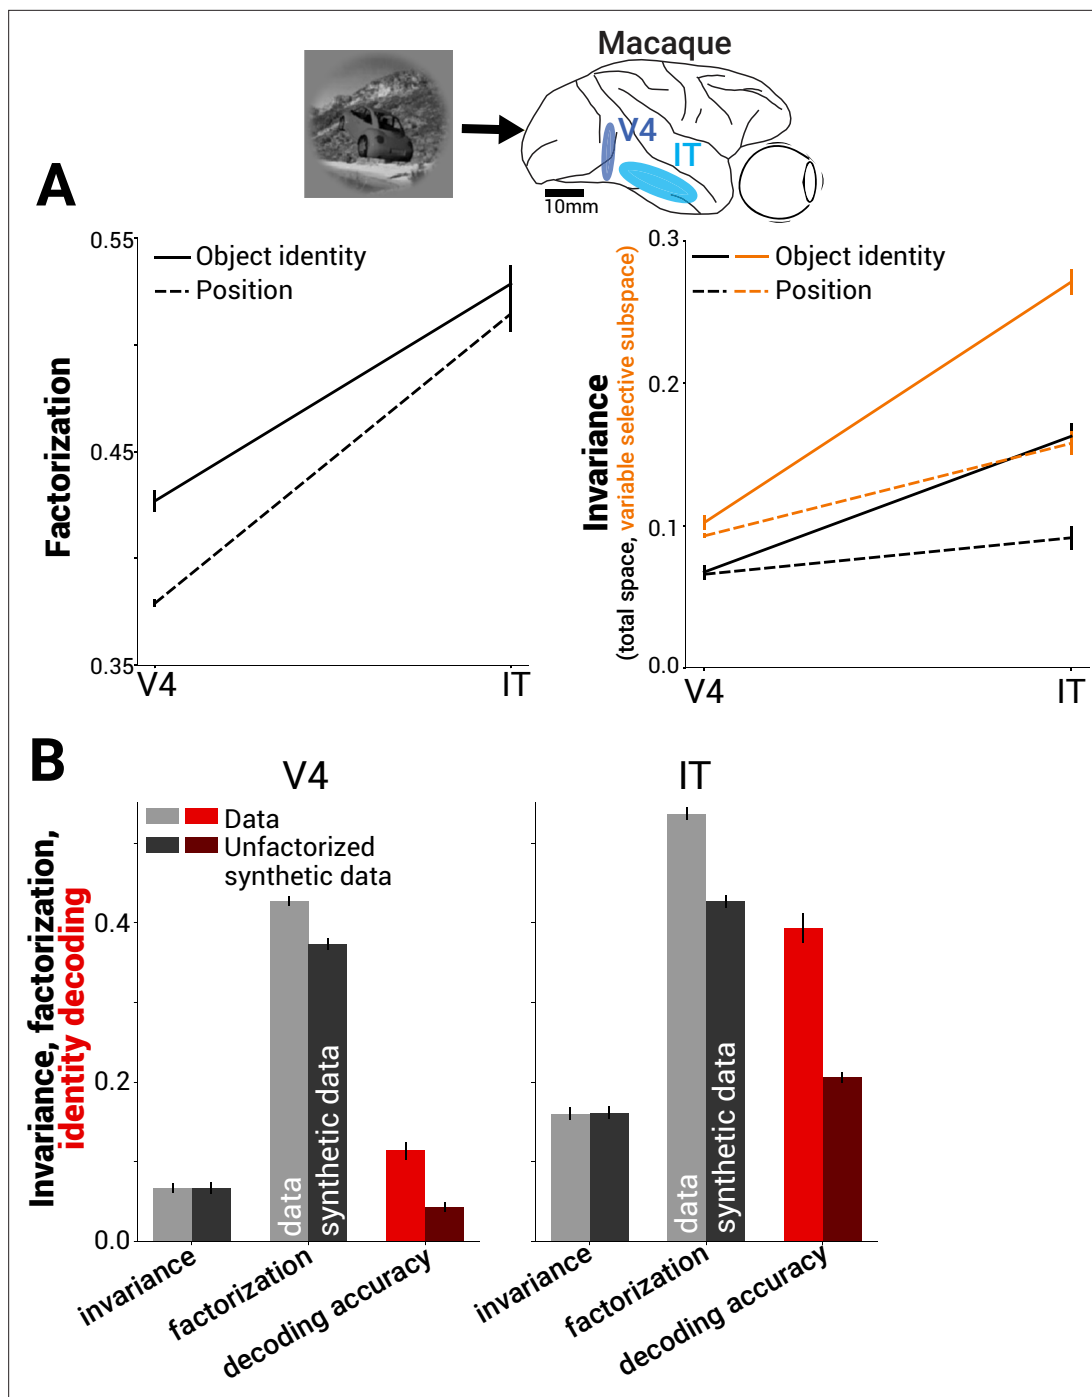 Macaque
V4
IT
10mm
A
0.55
0.45
0.35
Factorization
Object identity
Position
V4
IT
0.3
0.2
0.1
0.0
Invariance
(total space, variable selective subspace)
Object identity
Position
V4
IT
B
V4
IT
Invariance, factorization,
identity decoding
Data
Unfactorized
synthetic data
0.4
0.2
0.0
data
synthetic data
invariance
factorization
decoding accuracy
data
synthetic data
invariance
factorization
decoding accuracy